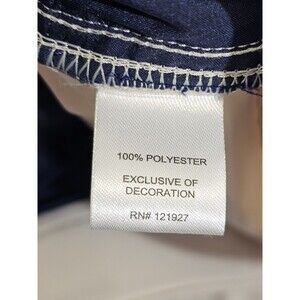 100% POLYESTER
EXCLUSIVE OF
DECORATION
RN# 121927